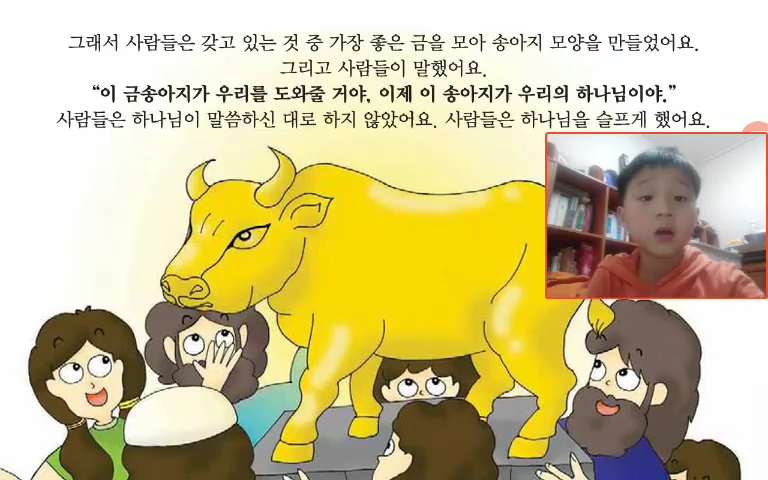 그래서 사람들은 갖고 있는 것 중 가장 좋은 금을 모아 송아지 모양을 만들었어요.
그리고 사람들이 말했어요.
“이 금송아지가 우리를 도와줄 거야. 이제 이 송아지가 우리의 하나님이야.”
사람들은 하나님이 말씀하신 대로 하지 않았어요. 사람들은 하나님을 슬프게 했어요.